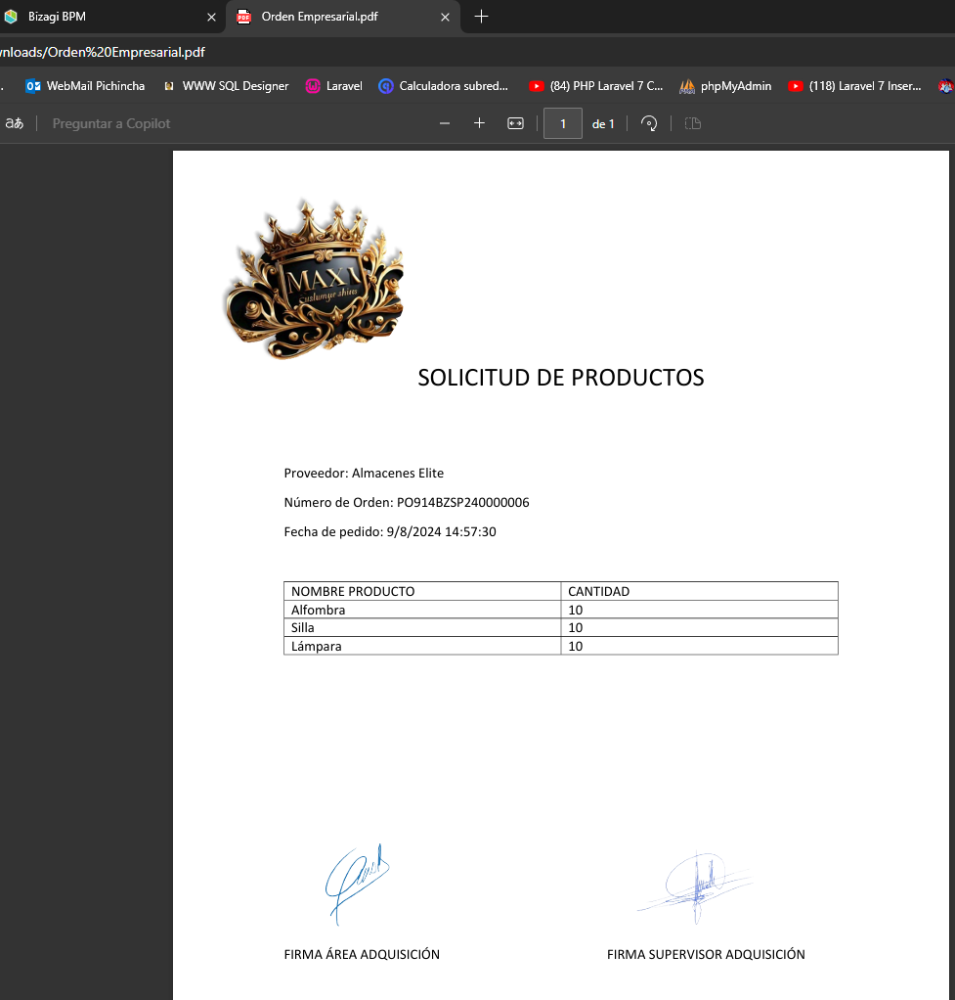 Bizagi BPM
Orden Empresarial.pdf
wnloads/Orden%20Empresarial.pdf
WebMail Pichincha
WWW SQL Designer
Laravel
Calculadora subred...
(84) PHP Laravel 7 C...
phpMyAdmin
(118) Laravel 7 Inser...
aあ
Preguntar a Copilot
1
de 1
MAXI
SOLICITUD DE PRODUCTOS
Proveedor: Almacenes Elite
Número de Orden: PO914BZSP240000006
Fecha de pedido: 9/8/2024 14:57:30
NOMBRE PRODUCTO CANTIDAD
Alfombra 10
Silla 10
Lámpara 10
FIRMA ÁREA ADQUISICIÓN
FIRMA SUPERVISOR ADQUISICIÓN